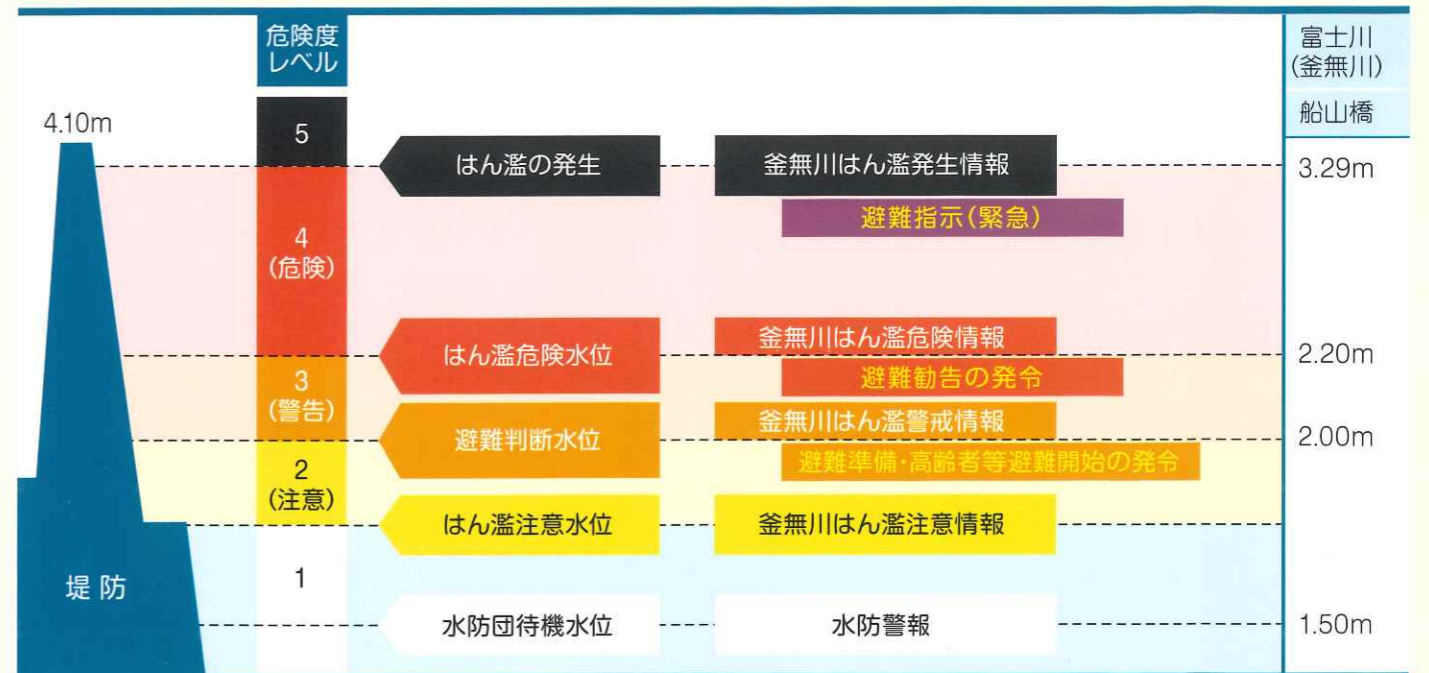 危険度
レベル
富士川
(釜無川)
船山橋
4.10m
5
はん濫の発生
釜無川はん濫発生情報
3.29m
避難指示(緊急)
4
(危険)
はん濫危険水位
釜無川はん濫危険情報
2.20m
避難勧告の発令
3
(警告)
避難判断水位
釜無川はん濫警戒情報
2.00m
避難準備・高齢者等避難開始の発令
2
(注意)
はん濫注意水位
釜無川はん濫注意情報
堤防
1
水防団待機水位
水防警報
1.50m